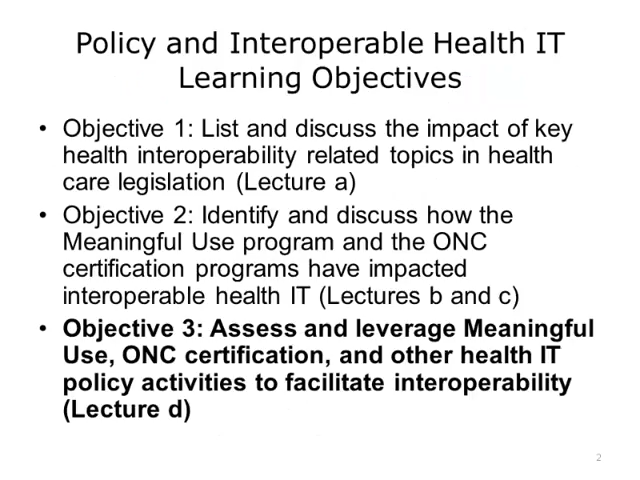 Policy and Interoperable Health IT
Learning Objectives
• Objective 1: List and discuss the impact of key
health interoperability related topics in health
care legislation (Lecture a)
• Objective 2: Identify and discuss how the
Meaningful Use program and the ONC
certification programs have impacted
interoperable health IT (Lectures b and c)
• Objective 3: Assess and leverage Meaningful
Use, ONC certification, and other health IT
policy activities to facilitate interoperability
(Lecture d)
2